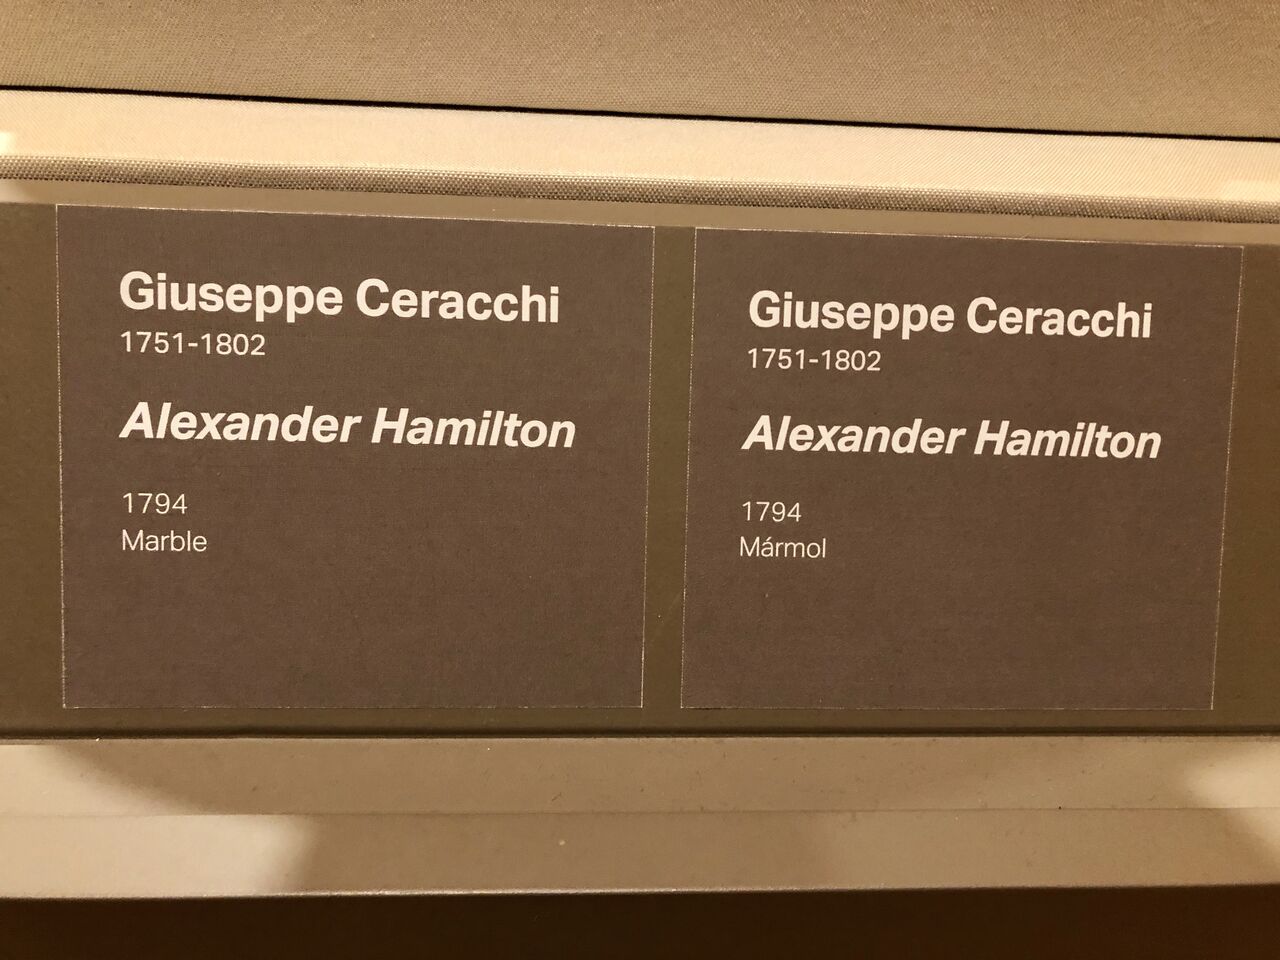 Giuseppe Ceracchi
1751-1802
Alexander Hamilton
1794
Marble
Giuseppe Ceracchi
1751-1802
Alexander Hamilton
1794
Mármol